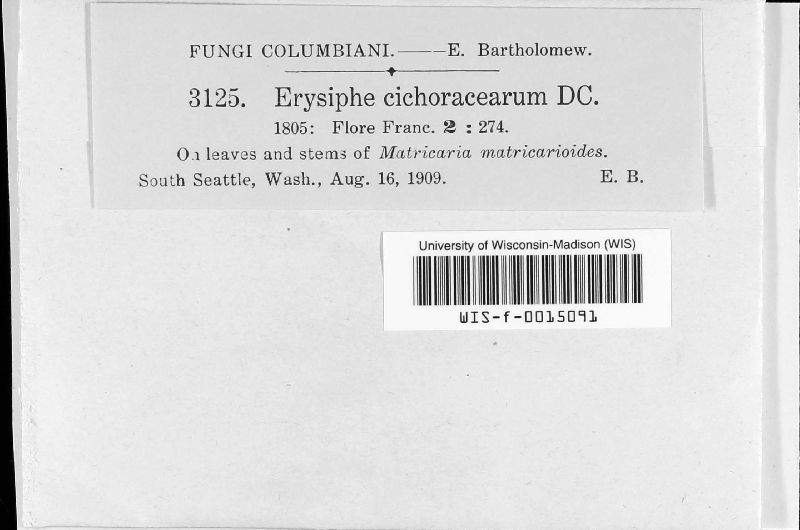 FUNGI COLUMBIANI.——E. Bartholomew.
3125. Erysiphe cichoracearum DC.
1805: Flore Franc. 2 : 274.
On leaves and stems of Matricaria matricarioides.
South Seattle, Wash., Aug. 16, 1909. E. B.
University of Wisconsin-Madison (WIS)
WIS-f-0015091